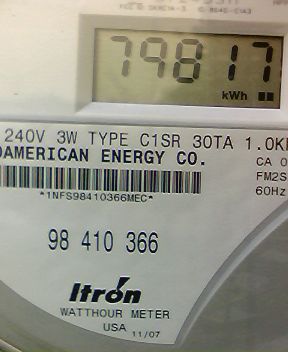 79817
kWh
240V 3W TYPE C1SR 30TA 1.0K
AMERICAN ENERGY CO.
CA 0
FM2S
60Hz
*1NFS98410366MEC*
98 410 366
Itrón
WATTHOUR METER
USA 11/07